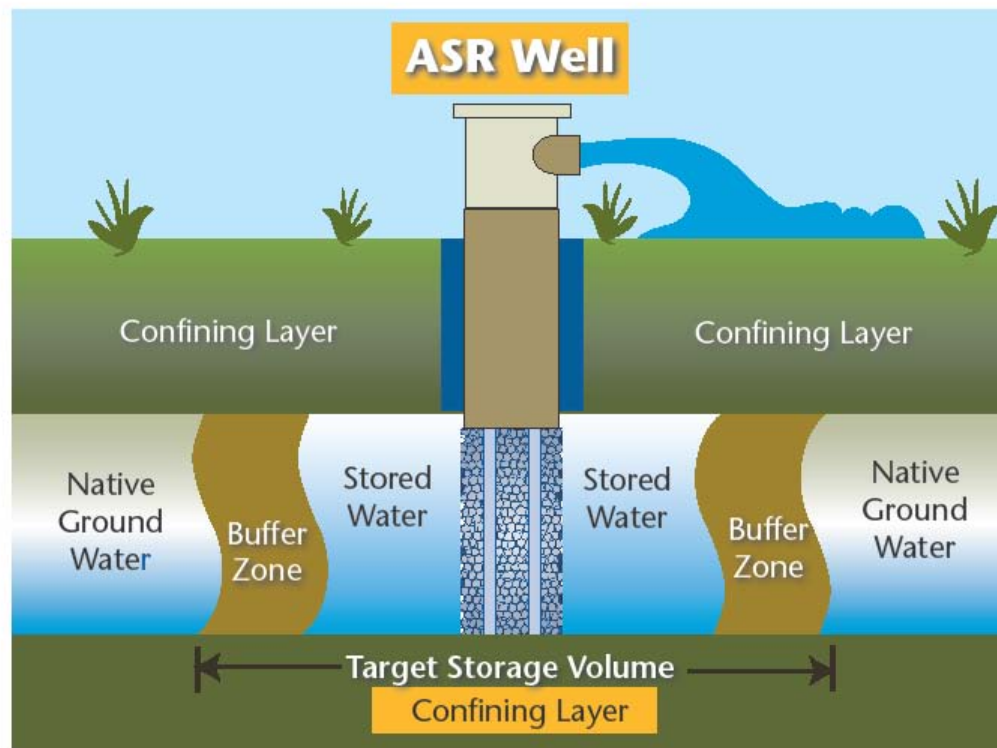 ASR Well
Confining Layer
Confining Layer
Native
Ground
Water
Buffer
Zone
Stored
Water
Stored
Water
Buffer
Zone
Native
Ground
Water
Target Storage Volume
Confining Layer